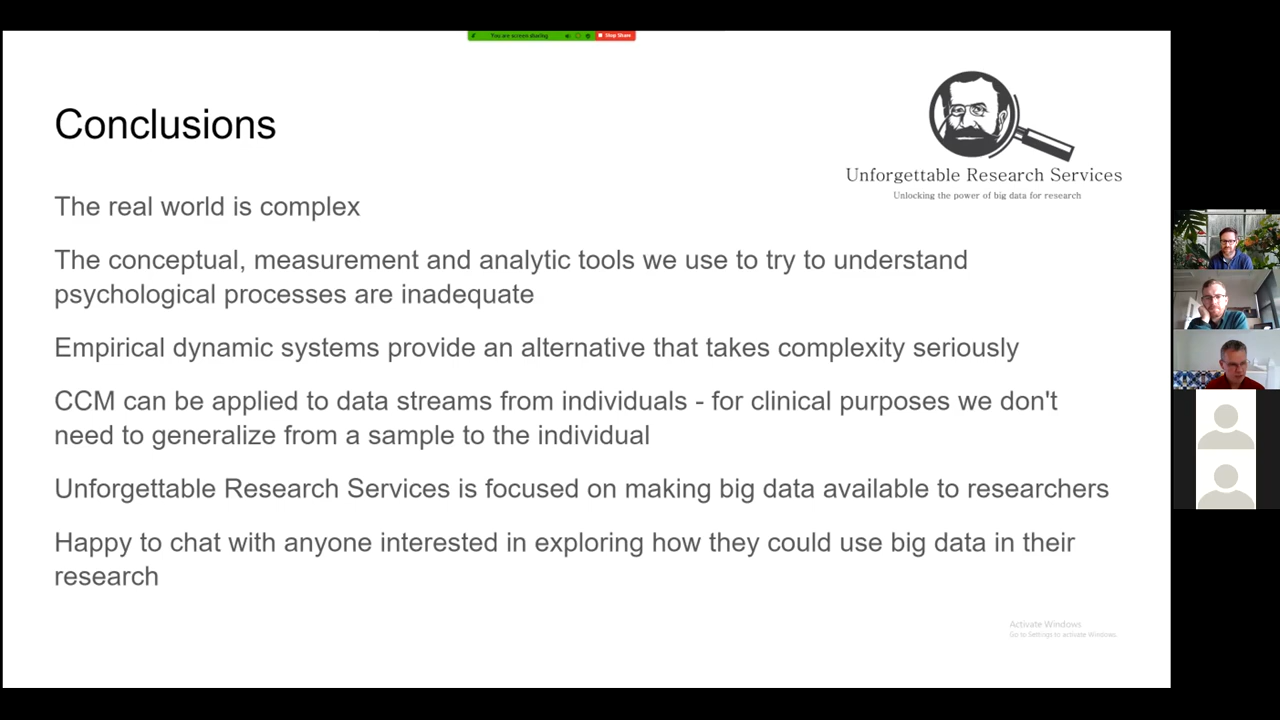 You are screen sharing
Stop Share
Conclusions
Unforgettable Research Services
Unlocking the power of big data for research
The real world is complex
The conceptual, measurement and analytic tools we use to try to understand
psychological processes are inadequate
Empirical dynamic systems provide an alternative that takes complexity seriously
CCM can be applied to data streams from individuals - for clinical purposes we don't
need to generalize from a sample to the individual
Unforgettable Research Services is focused on making big data available to researchers
Happy to chat with anyone interested in exploring how they could use big data in their
research
Activate Windows
Go to Settings to activate Windows.